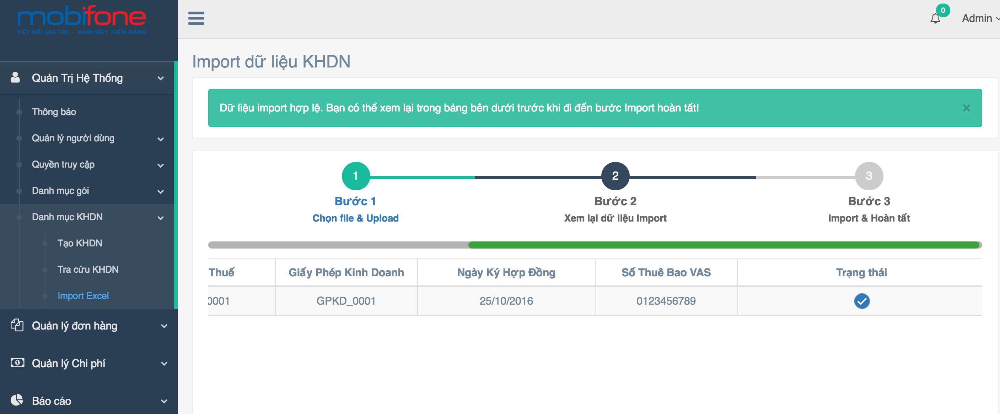 mobifone
KẾT NỐI GIÁ TRỊ - KHƠI DẬY TIỀM NĂNG
0
Admin
Quản Trị Hệ Thống
Thông báo
Quản lý người dùng
Quyền truy cập
Danh mục gói
Danh mục KHDN
Tạo KHDN
Tra cứu KHDN
Import Excel
Quản lý đơn hàng
Quản lý Chi phí
Báo cáo
Import dữ liệu KHDN
Dữ liệu import hợp lệ. Bạn có thể xem lại trong bảng bên dưới trước khi đi đến bước Import hoàn tất!
1 2 3
Bước 1 Bước 2 Bước 3
Chọn file & Upload Xem lại dữ liệu Import Import & Hoàn tất
Thuế Giấy Phép Kinh Doanh Ngày Ký Hợp Đồng Số Thuê Bao VAS Trạng thái
0001 GPKD_0001 25/10/2016 0123456789